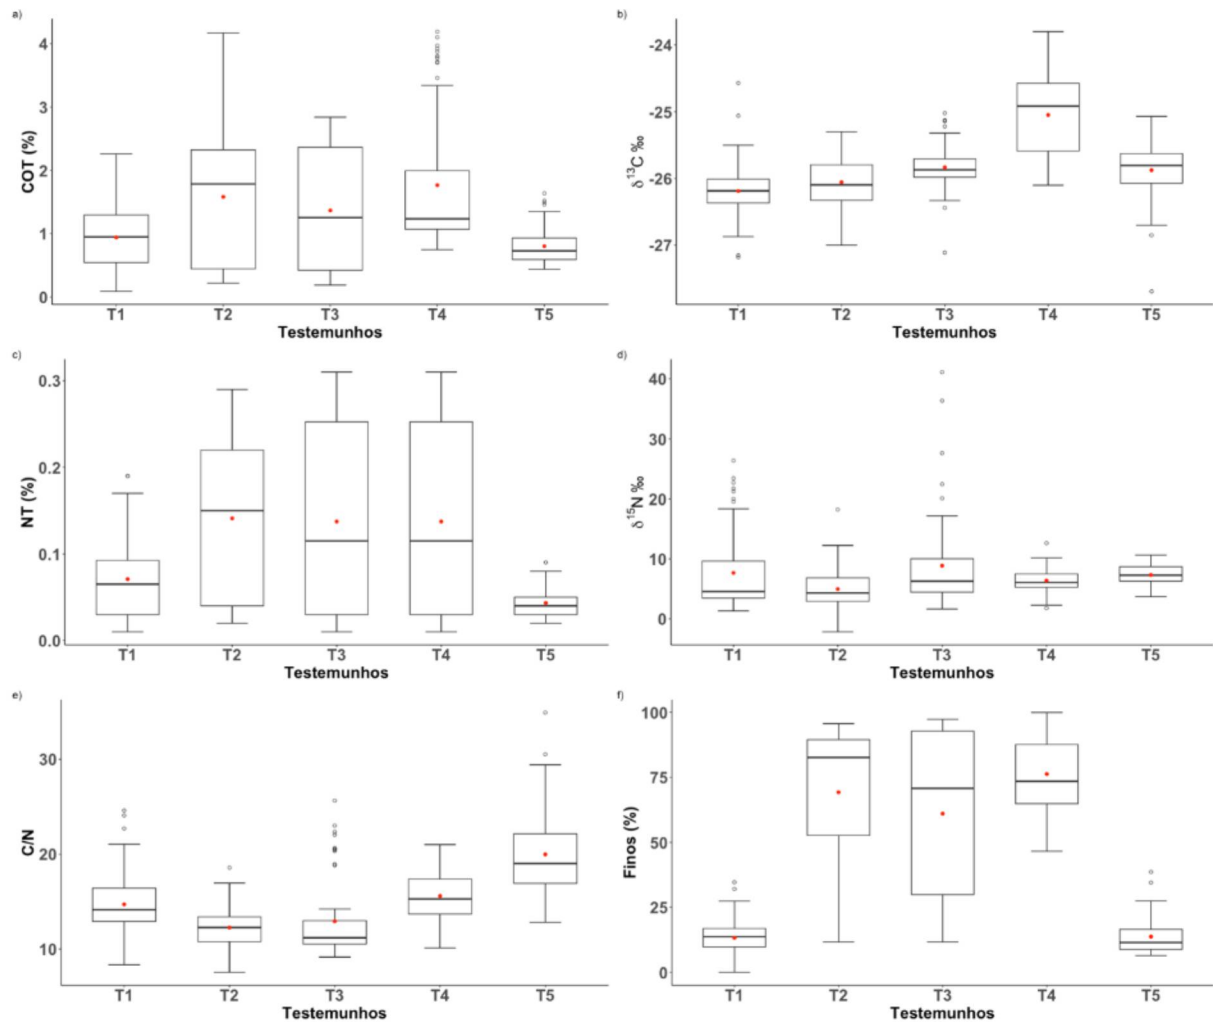 a)
COT (%)
4
3
2
1
0
T1 T2 T3 T4 T5
Testemunhos
b)
δ13C ‰
-24
-25
-26
-27
T1 T2 T3 T4 T5
Testemunhos
c)
NT (%)
0.3
0.2
0.1
0.0
T1 T2 T3 T4 T5
Testemunhos
d)
δ15N ‰
40
30
20
10
0
T1 T2 T3 T4 T5
Testemunhos
e)
C/N
30
20
10
T1 T2 T3 T4 T5
Testemunhos
f)
Finos (%)
100
75
50
25
0
T1 T2 T3 T4 T5
Testemunhos